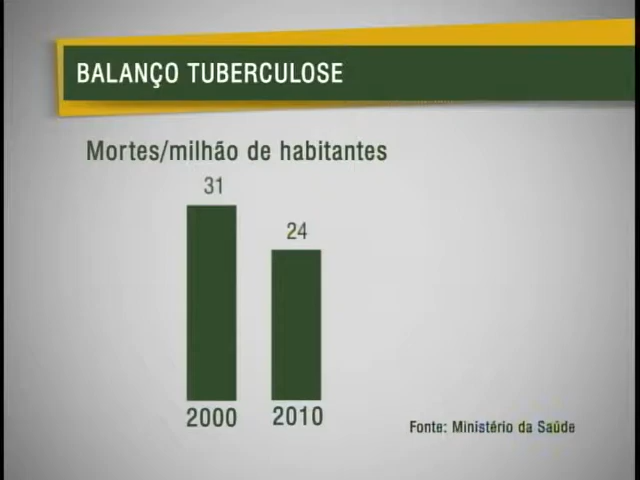 BALANÇO TUBERCULOSE
Mortes/milhão de habitantes
31
24
2000
2010
Fonte: Ministério da Saúde